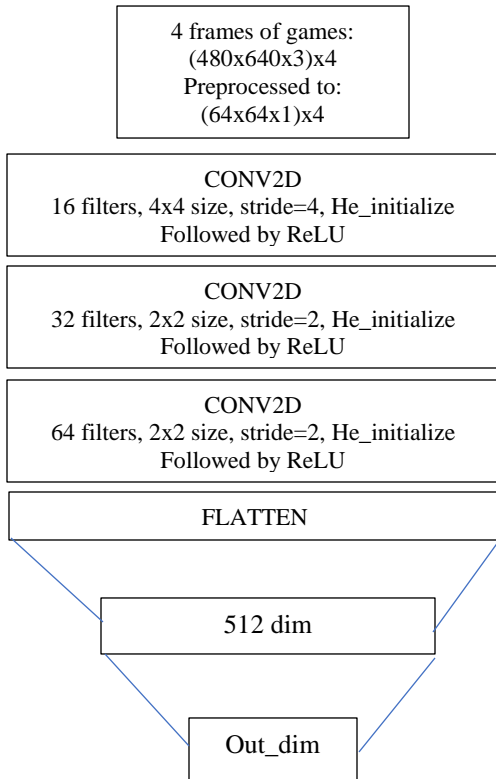 4 frames of games:
(480x640x3)x4
Preprocessed to:
(64x64x1)x4
CONV2D
16 filters, 4x4 size, stride=4, He_initialize
Followed by ReLU
CONV2D
32 filters, 2x2 size, stride=2, He_initialize
Followed by ReLU
CONV2D
64 filters, 2x2 size, stride=2, He_initialize
Followed by ReLU
FLATTEN
512 dim
Out_dim